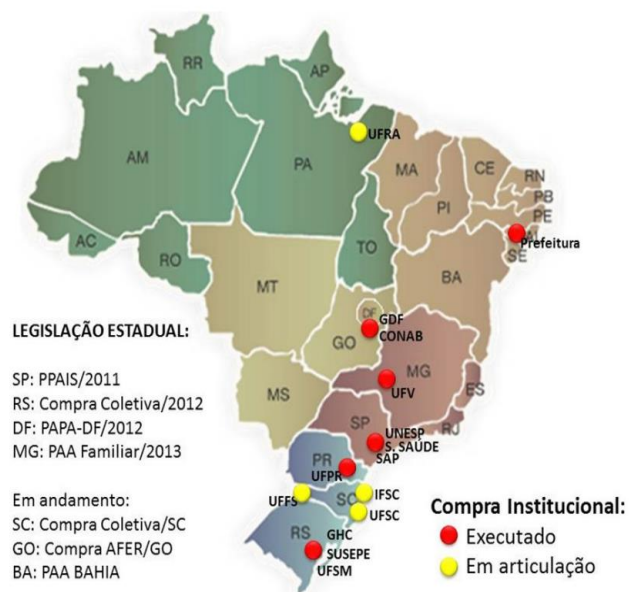 RR
AP
UFRA
AM
PA
MA
CE
RN
PB
PE
AL
Prefeitura
SE
PI
AC
RO
TO
BA
MT
DF
GDF
CONAB
GO
MG
UFV
ES
MS
SP
RJ
UNESP
S. SAÚDE
SAP
PR
UFPR
UFFS
SC
IFSC
UFSC
RS
GHC
SUSEPE
UFSM
LEGISLAÇÃO ESTADUAL:
SP: PPAIS/2011
RS: Compra Coletiva/2012
DF: PAPA-DF/2012
MG: PAA Familiar/2013
Em andamento:
SC: Compra Coletiva/SC
GO: Compra AFER/GO
BA: PAA BAHIA
Compra Institucional:
Executado
Em articulação